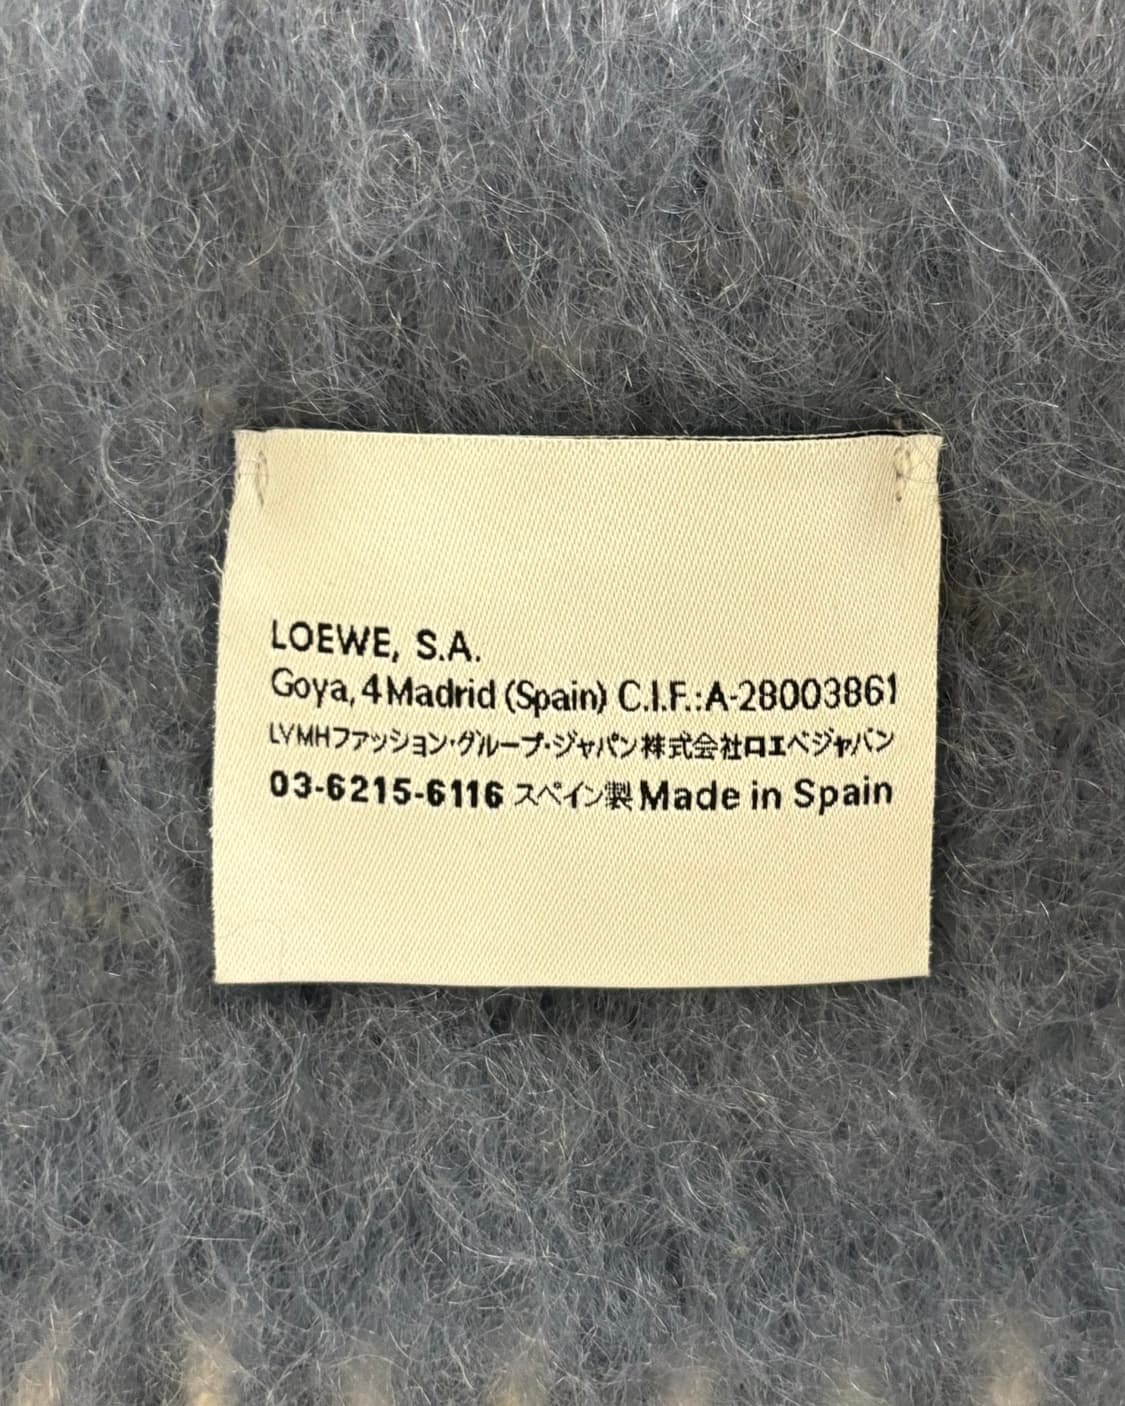 LOEWE, S.A.
Goya, 4 Madrid (Spain) C.I.F.:A-28003861
LVMHファッション・グループ・ジャパン株式会社ロエベジャパン
03-6215-6116 スペイン製 Made in Spain